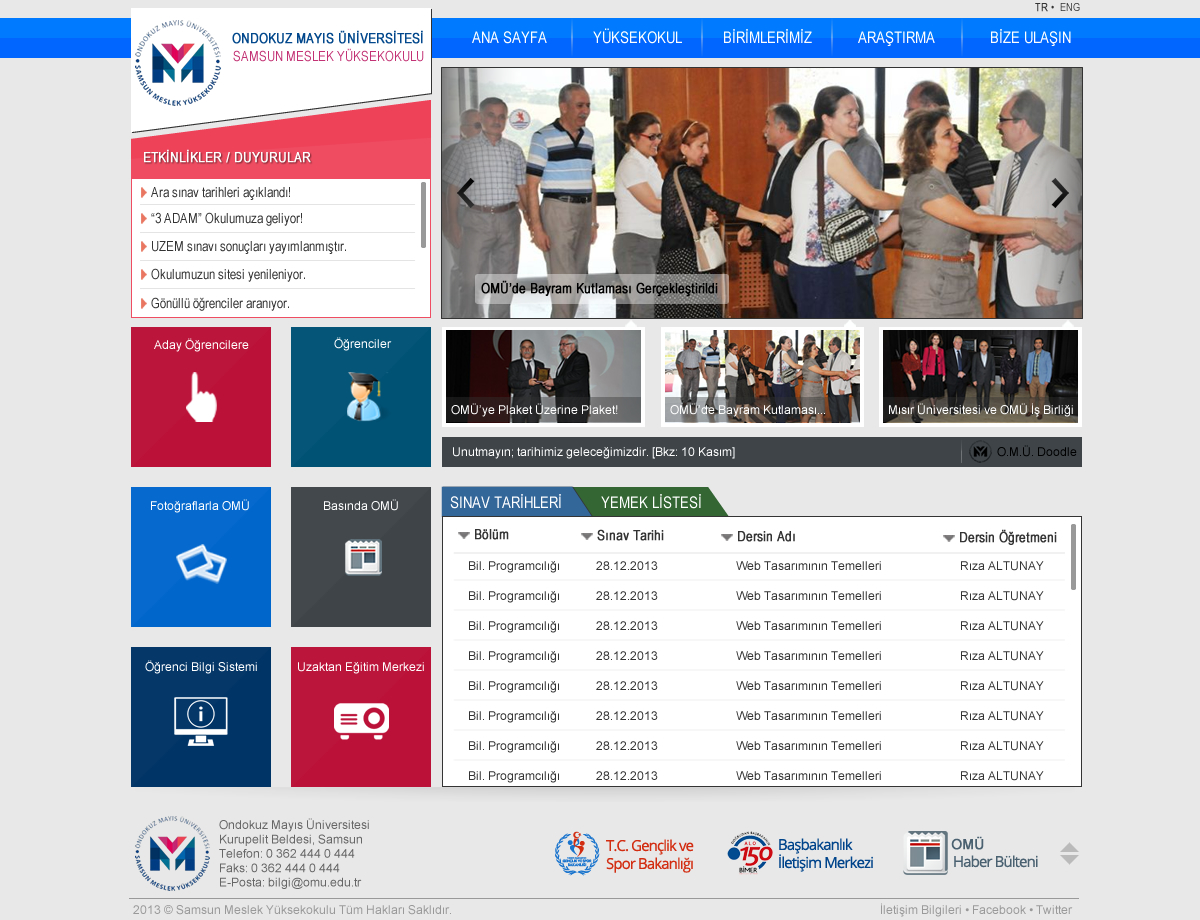 TR • ENG
ONDOKUZ MAYIS ÜNİVERSİTESİ
SAMSUN MESLEK YÜKSEKOKULU
ONDOKUZ MAYIS ÜNİVERSİTESİ
SAMSUN MESLEK YÜKSEKOKULU
ANA SAYFA
YÜKSEKOKUL
BİRİMLERİMİZ
ARAŞTIRMA
BİZE ULAŞIN
ETKİNLİKLER / DUYURULAR
Ara sınav tarihleri açıklandı!
“3 ADAM” Okulumuza geliyor!
UZEM sınavı sonuçları yayımlanmıştır.
Okulumuzun sitesi yenileniyor.
Gönüllü öğrenciler aranıyor.
OMÜ’de Bayram Kutlaması Gerçekleştirildi
Aday Öğrencilere
Öğrenciler
OMÜ’ye Plaket Üzerine Plaket!
OMÜ’de Bayram Kutlaması...
Mısır Üniversitesi ve OMÜ İş Birliği
Unutmayın; tarihimiz geleceğimizdir. [Bkz: 10 Kasım]
O.M.Ü. Doodle
Fotoğraflarla OMÜ
Basında OMÜ
SINAV TARİHLERİ
YEMEK LİSTESİ
Bölüm Sınav Tarihi Dersin Adı Dersin Öğretmeni
Bil. Programcılığı 28.12.2013 Web Tasarımının Temelleri Rıza ALTUNAY
Bil. Programcılığı 28.12.2013 Web Tasarımının Temelleri Rıza ALTUNAY
Bil. Programcılığı 28.12.2013 Web Tasarımının Temelleri Rıza ALTUNAY
Bil. Programcılığı 28.12.2013 Web Tasarımının Temelleri Rıza ALTUNAY
Bil. Programcılığı 28.12.2013 Web Tasarımının Temelleri Rıza ALTUNAY
Bil. Programcılığı 28.12.2013 Web Tasarımının Temelleri Rıza ALTUNAY
Bil. Programcılığı 28.12.2013 Web Tasarımının Temelleri Rıza ALTUNAY
Bil. Programcılığı 28.12.2013 Web Tasarımının Temelleri Rıza ALTUNAY
Öğrenci Bilgi Sistemi
Uzaktan Eğitim Merkezi
ONDOKUZ MAYIS ÜNİVERSİTESİ
SAMSUN MESLEK YÜKSEKOKULU
Ondokuz Mayıs Üniversitesi
Kurupelit Beldesi, Samsun
Telefon: 0 362 444 0 444
Faks: 0 362 444 0 444
E-Posta: bilgi@omu.edu.tr
T.C. Gençlik ve
Spor Bakanlığı
ALO
150
BİMER
Başbakanlık
İletişim Merkezi
OMÜ
Haber Bülteni
2013 © Samsun Meslek Yüksekokulu Tüm Hakları Saklıdır.
İletişim Bilgileri • Facebook • Twitter